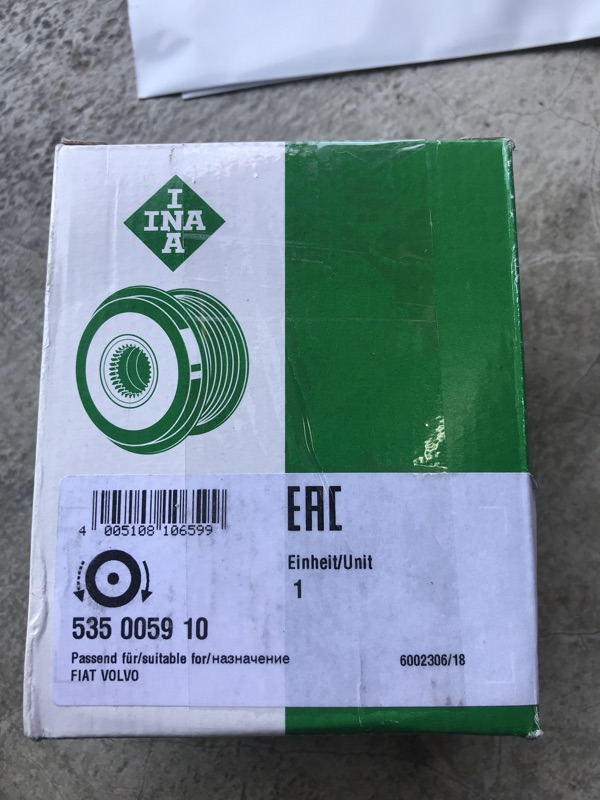 INA
INA
4 005108 106599
EAC
Einheit/Unit
1
535 0059 10
Passend für/suitable for/назначение
6002306/18
FIAT VOLVO